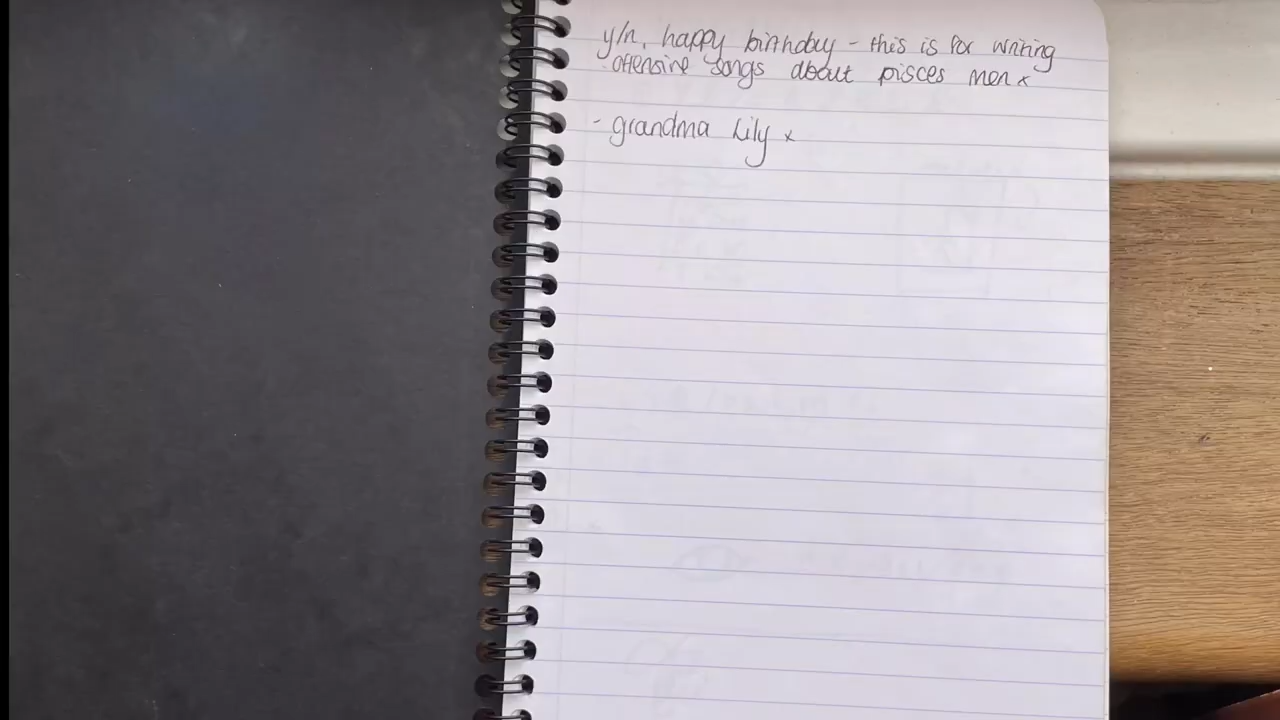 y/n, happy birthday - this is for writing
offensive songs about pisces men x
- grandma Lily x